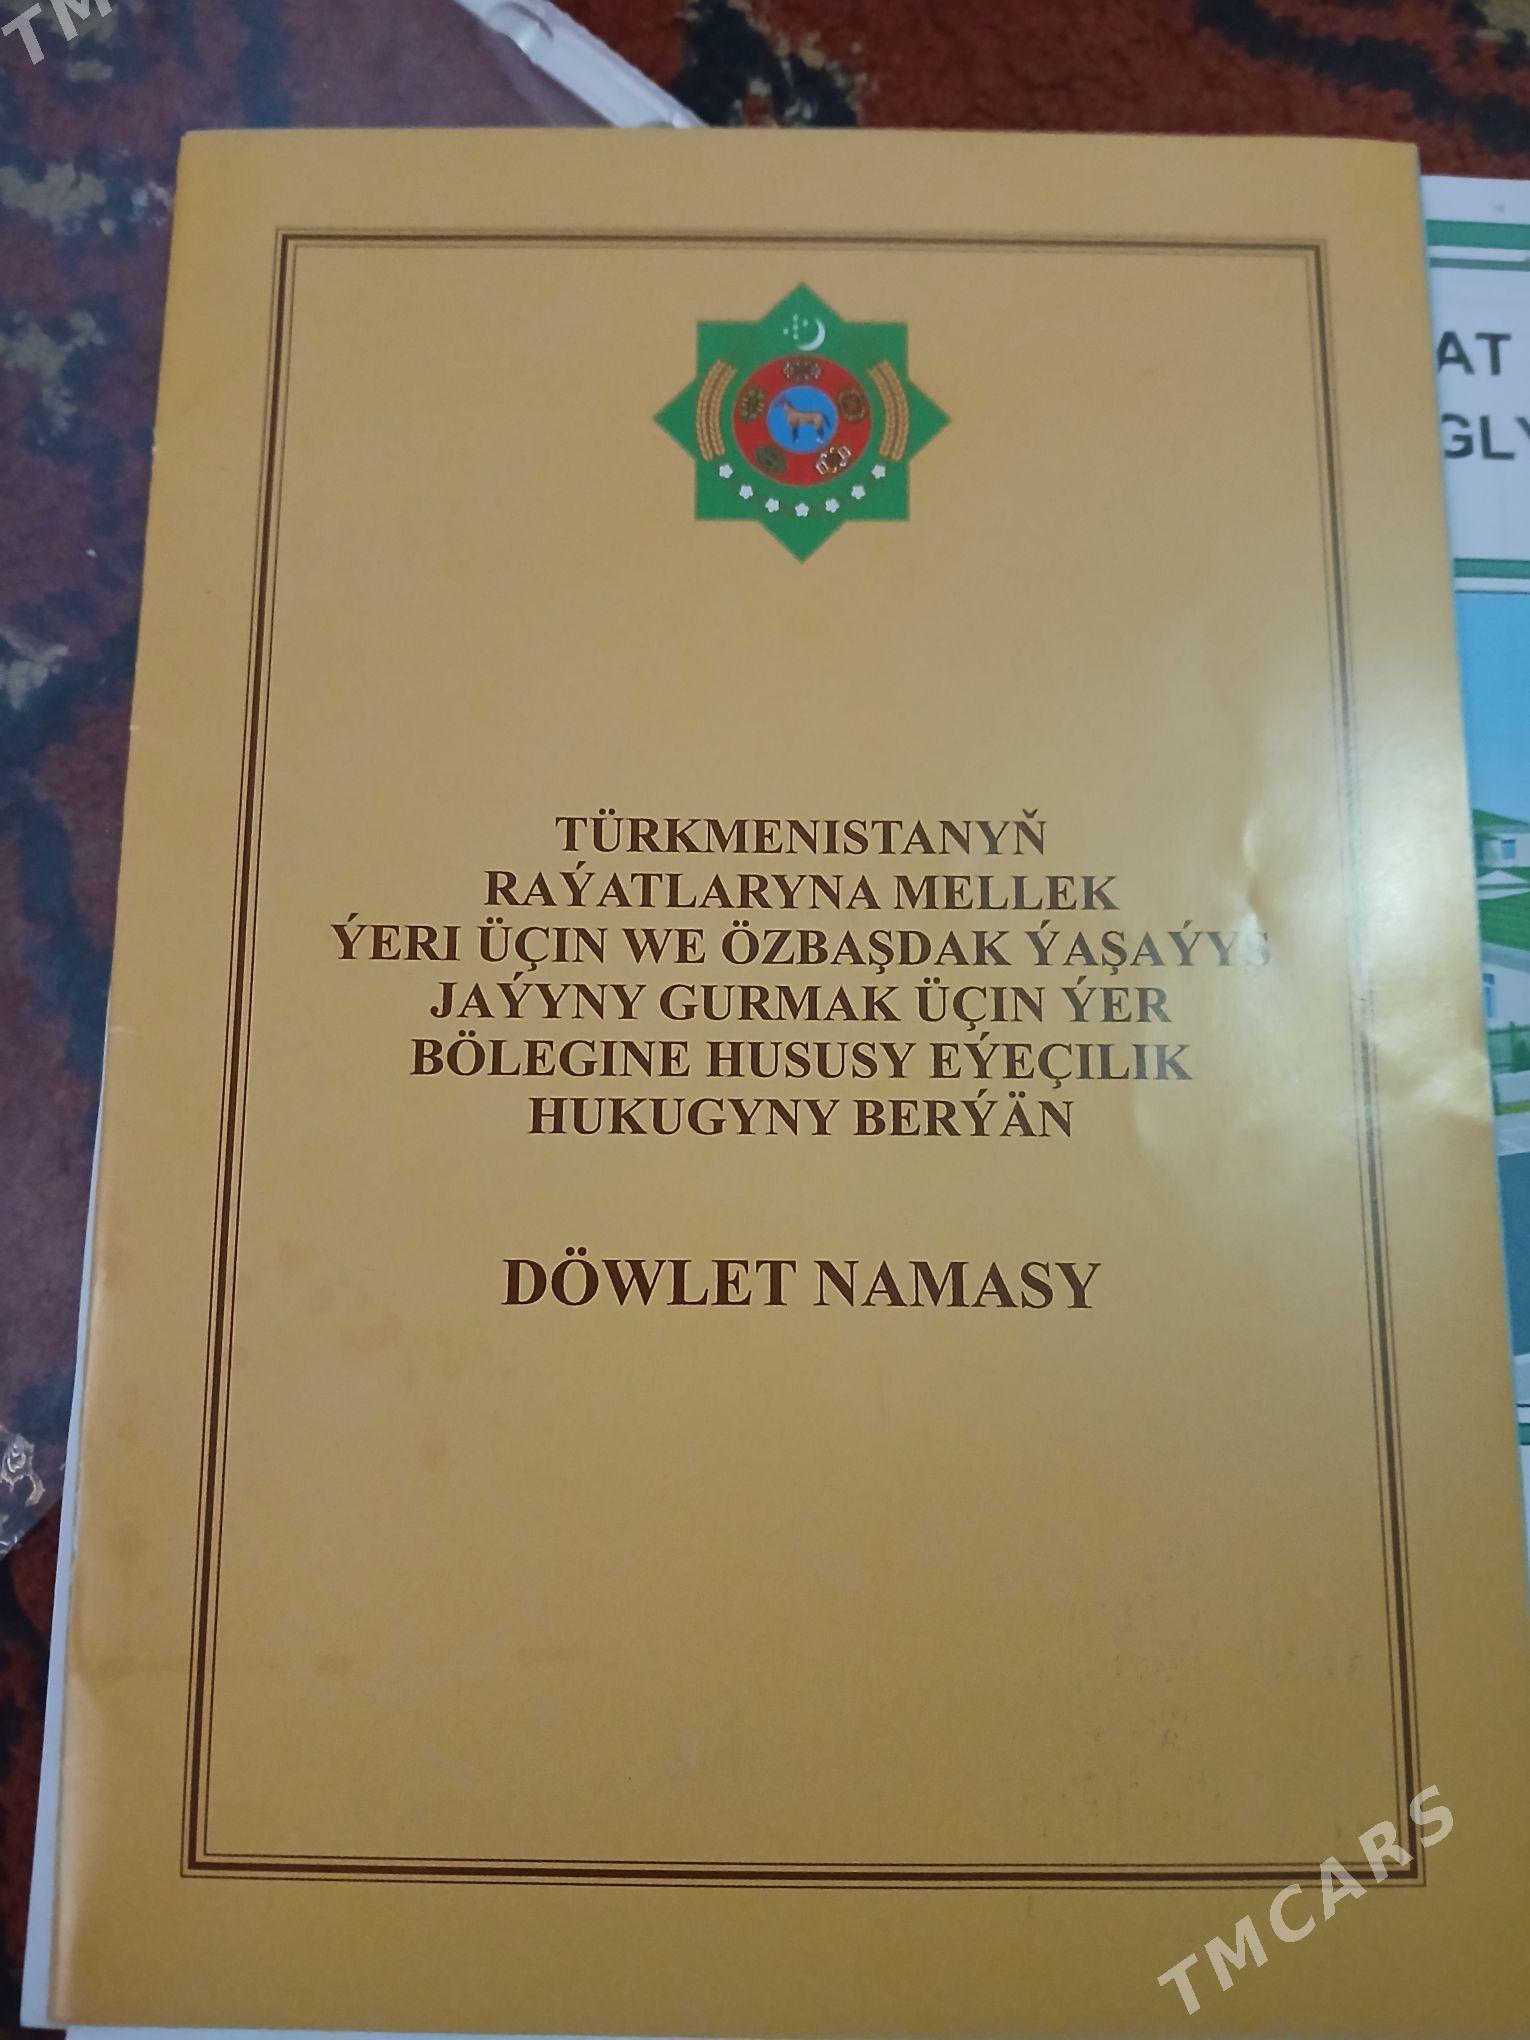 TÜRKMENISTANYŇ
RAÝATLARYNA MELLEK
ÝERI ÜÇIN WE ÖZBAŞDAK ÝAŞAÝYŞ
JAÝYNY GURMAK ÜÇIN ÝER
BÖLEGINE HUSUSY EÝEÇILIK
HUKUGYNY BERÝÄN
DÖWLET NAMASY
TMCARS